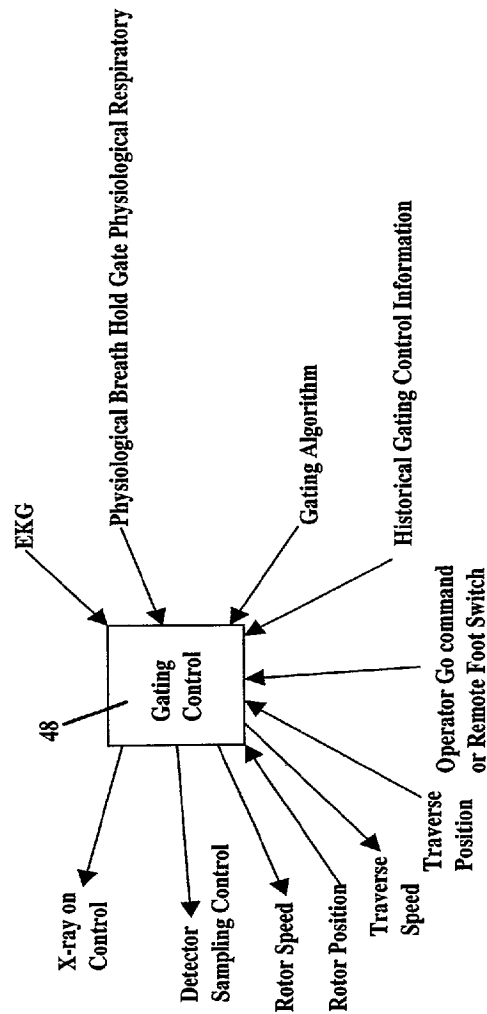 EKG
Physiological Breath Hold Gate Physiological Respiratory
Gating Algorithm
Historical Gating Control Information
48
Gating
Control
X-ray on
Control
Detector
Sampling Control
Rotor Speed
Rotor Position
Traverse
Speed
Traverse
Position
Operator Go command
or Remote Foot Switch